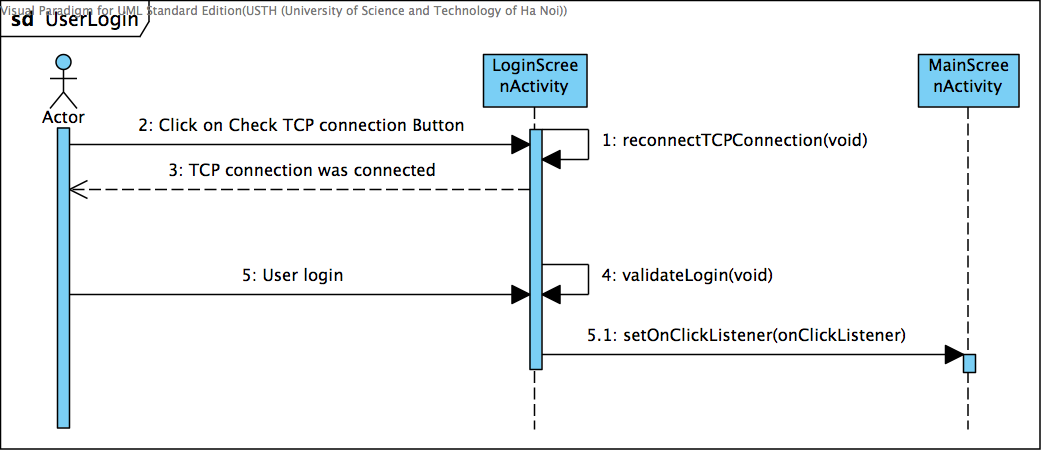 Visual Paradigm for UML Standard Edition(USTH (University of Science and Technology of Ha Noi))
sd UserLogin
LoginScree
nActivity
MainScree
nActivity
Actor
2: Click on Check TCP connection Button
1: reconnectTCPConnection(void)
3: TCP connection was connected
5: User login
4: validateLogin(void)
5.1: setOnClickListener(onClickListener)